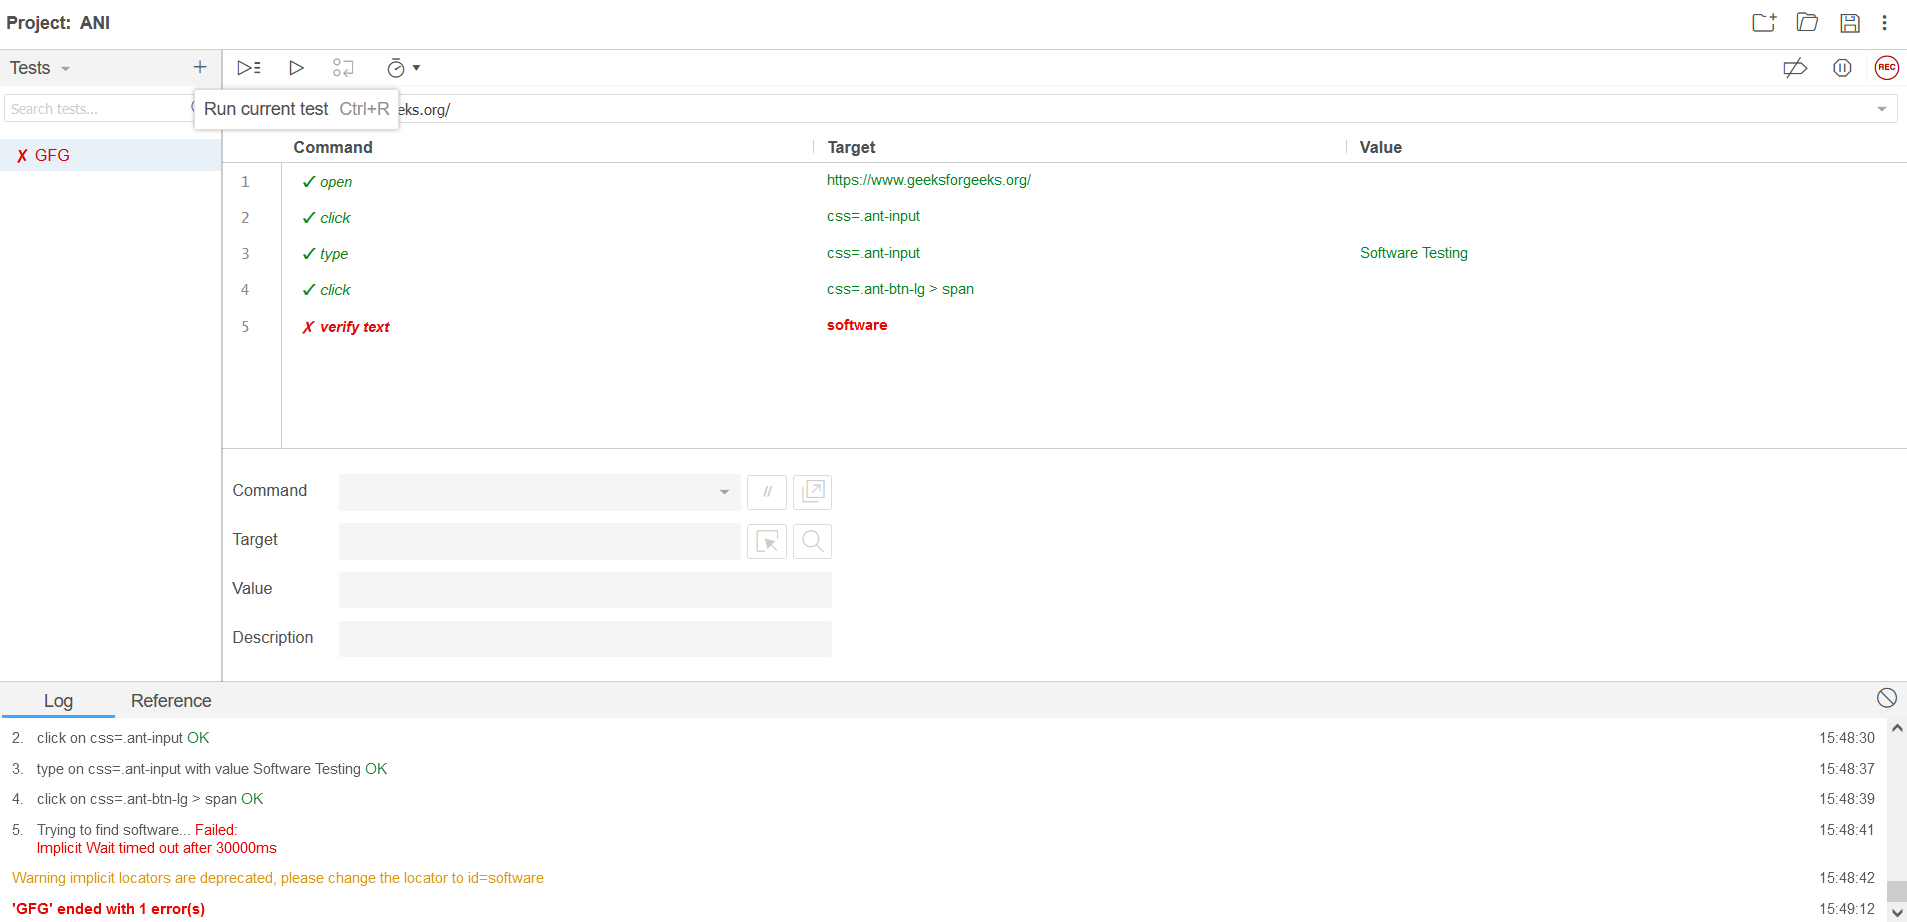 Project: ANI
Tests
Search tests...
REC
Run current test Ctrl+R
eks.org/
GFG
Command Target Value
1 open https://www.geeksforgeeks.org/
2 click css=.ant-input
3 type css=.ant-input Software Testing
4 click css=.ant-btn-lg > span
5 verify text software
Command
//
Target
Value
Description
Log Reference
2. click on css=.ant-input OK 15:48:30
3. type on css=.ant-input with value Software Testing OK 15:48:37
4. click on css=.ant-btn-lg > span OK 15:48:39
5. Trying to find software... Failed: 15:48:41
Implicit Wait timed out after 30000ms
Warning implicit locators are deprecated, please change the locator to id=software 15:48:42
'GFG' ended with 1 error(s) 15:49:12